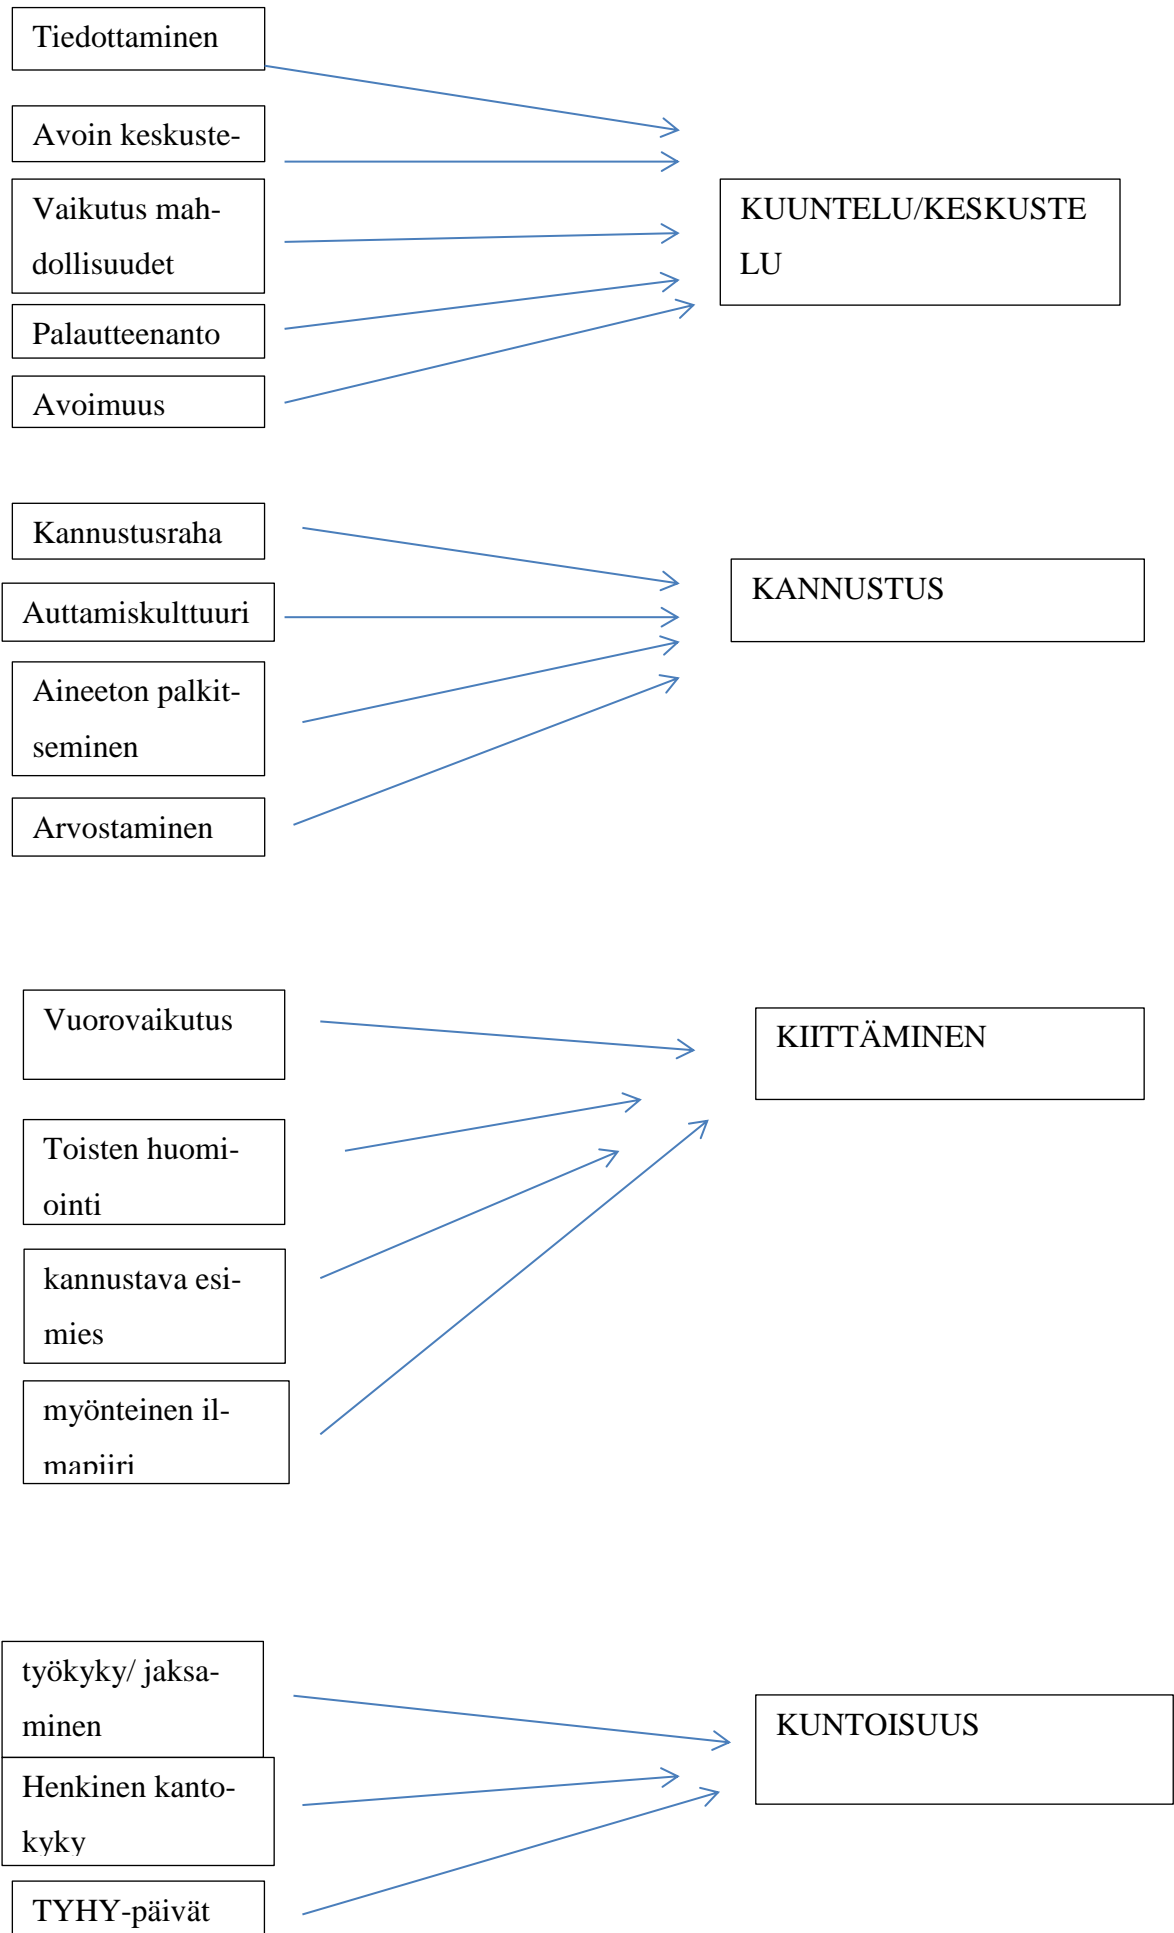 Tiedottaminen
Avoin keskuste-
Vaikutus mah-
dollisuudet
Palautteenanto
Avoimuus
KUUNTELU/KESKUSTE
LU
Kannustusraha
Auttamiskulttuuri
Aineeton palkit-
seminen
Arvostaminen
KANNUSTUS
Vuorovaikutus
Toisten huomi-
ointi
kannustava esi-
mies
myönteinen il-
mapiiri
KIITTÄMINEN
työkyky/ jaksa-
minen
Henkinen kanto-
kyky
TYHY-päivät
KUNTOISUUS